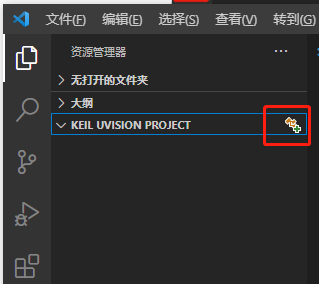 文件(F) 编辑(E) 选择(S) 查看(V) 转到(G)
资源管理器
无打开的文件夹
大纲
KEIL UVISION PROJECT